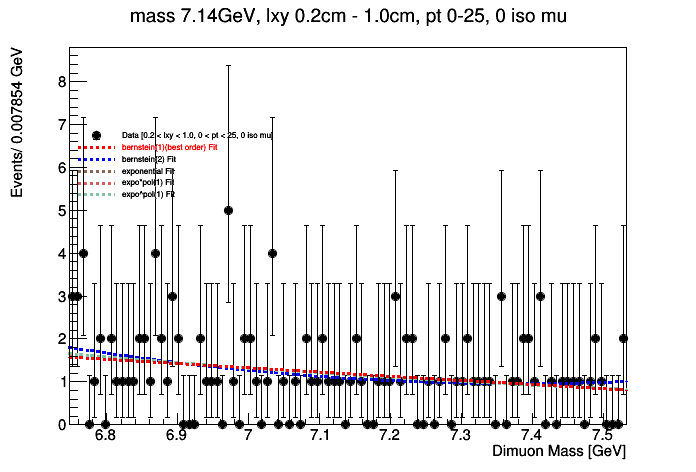 mass 7.14GeV, lxy 0.2cm - 1.0cm, pt 0-25, 0 iso mu
Events/ 0.007854 GeV
8
7
6
5
4
3
2
1
0
Data [0.2 < lxy < 1.0, 0 < pt < 25, 0 iso mu]
bernstein(1)(best order) Fit
bernstein(2) Fit
exponential Fit
expo*pol(1) Fit
expo^pol(1) Fit
6.8 6.9 7 7.1 7.2 7.3 7.4 7.5
Dimuon Mass [GeV]